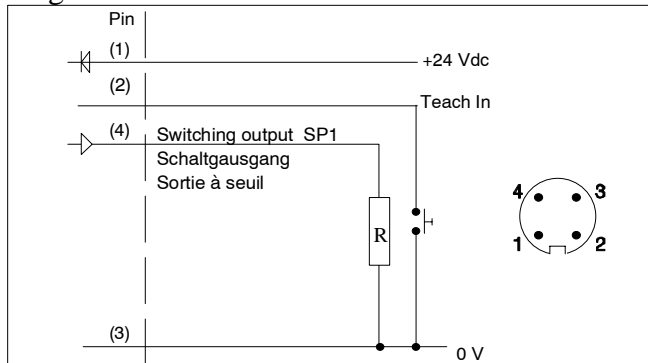 Pin
(1)
+24 Vdc
(2)
Teach In
(4) Switching output SP1
Schaltgausgang
Sortie à seuil
R
4 3
1 2
(3)
0 V